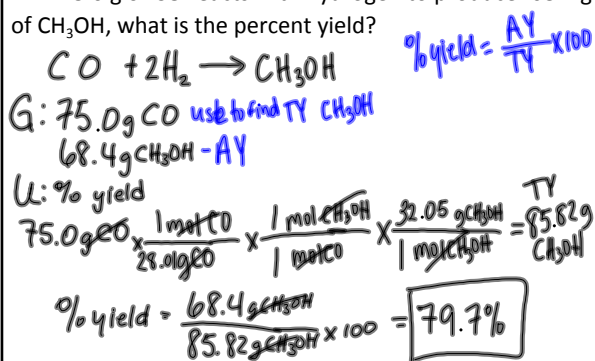 of CH₃OH, what is the percent yield?
% yield = AY/TY × 100
CO + 2H₂ → CH₃OH
G: 75.0g CO use to find TY CH₃OH
68.4g CH₃OH - AY
U: % yield
75.0g CO × 1 mol CO/28.01g CO × 1 mol CH₃OH/1 mol CO × 32.05 g CH₃OH/1 mol CH₃OH = TY 85.82g CH₃OH
% yield = 68.4g CH₃OH/85.82g CH₃OH × 100 = 79.7%